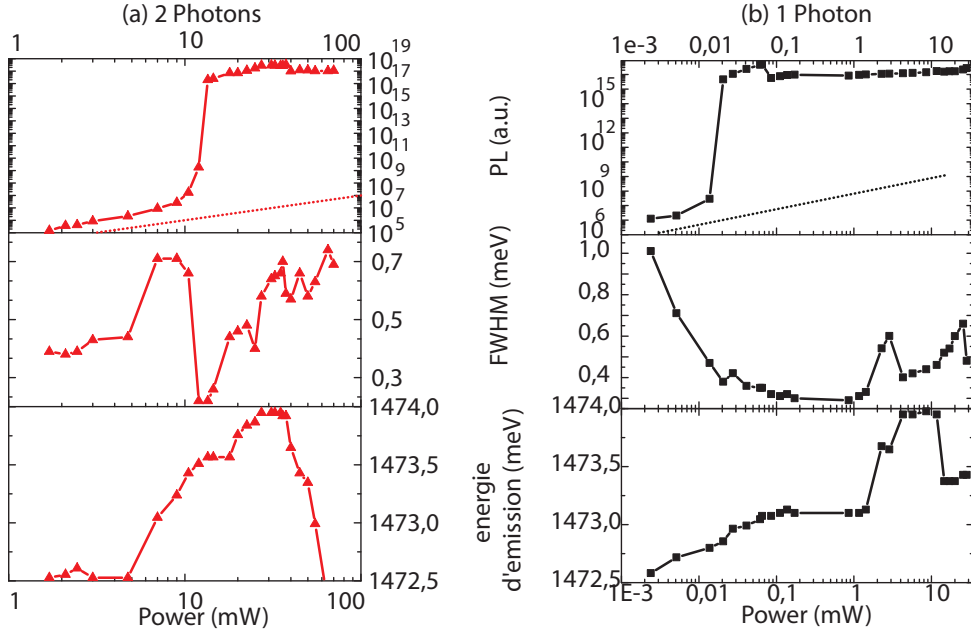 (a) 2 Photons
(b) 1 Photon
1 10 100
1e-3 0,01 0,1 1 10
10^19
10^17
10^15
10^13
10^11
10^9
10^7
10^5
PL (a.u.)
10^15
10^12
10^9
10^6
0,7
0,5
0,3
FWHM (meV)
1,0
0,8
0,6
0,4
1474,0
1473,5
1473,0
1472,5
energie
d'emission (meV)
1474,0
1473,5
1473,0
1472,5
1 10 100
Power (mW)
1E-3 0,01 0,1 1 10
Power (mW)